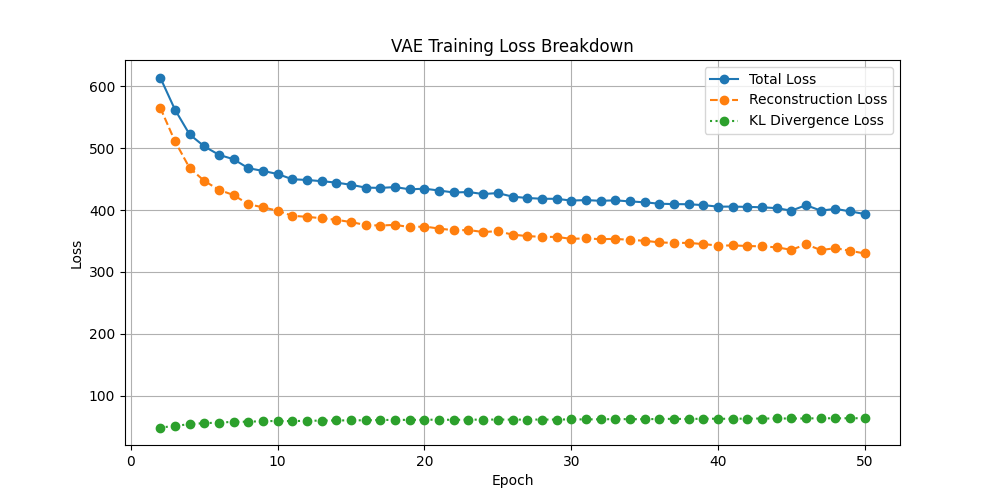 VAE Training Loss Breakdown
Total Loss
Reconstruction Loss
KL Divergence Loss
Loss
600
500
400
300
200
100
0 10 20 30 40 50
Epoch